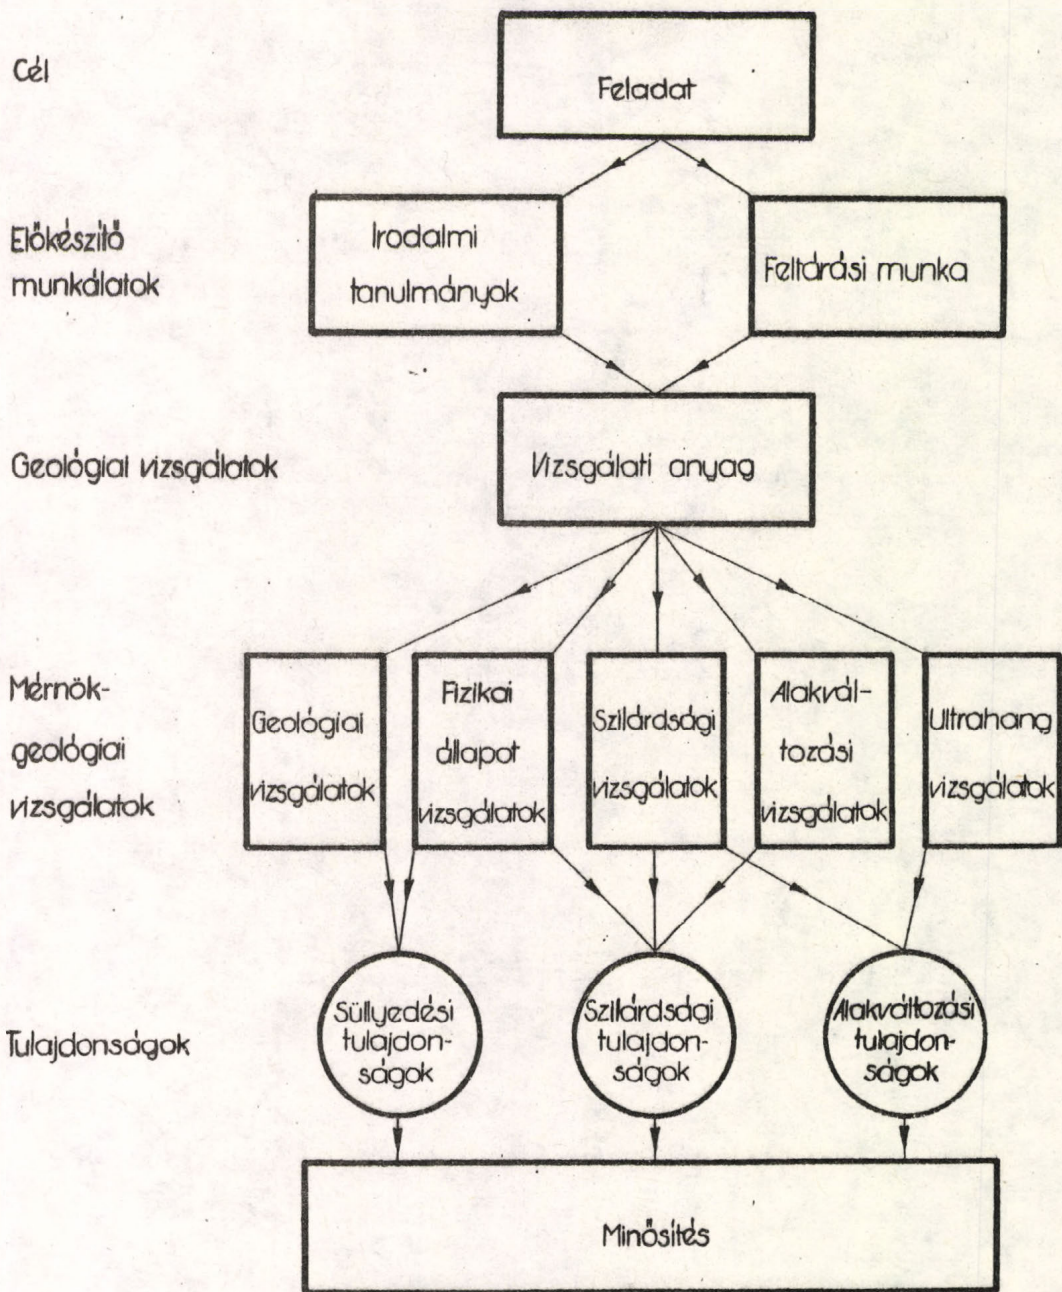 Cél
Feladat
Előkészítő
munkálatok
Irodalmi
tanulmányok
Feltárási munka
Geológiai vizsgálatok
Vizsgálati anyag
Mérnök-
geológiai
vizsgálatok
Geológiai
vizsgálatok
Fizikai
állapot
vizsgálatok
Szilárdsági
vizsgálatok
Alakvál-
tozási
vizsgálatok
Ultrahang
vizsgálatok
Tulajdonságok
Süllyedési
tulajdon-
ságok
Szilárdsági
tulajdon-
ságok
Alakváltozási
tulajdon-
ságok
Minősítés